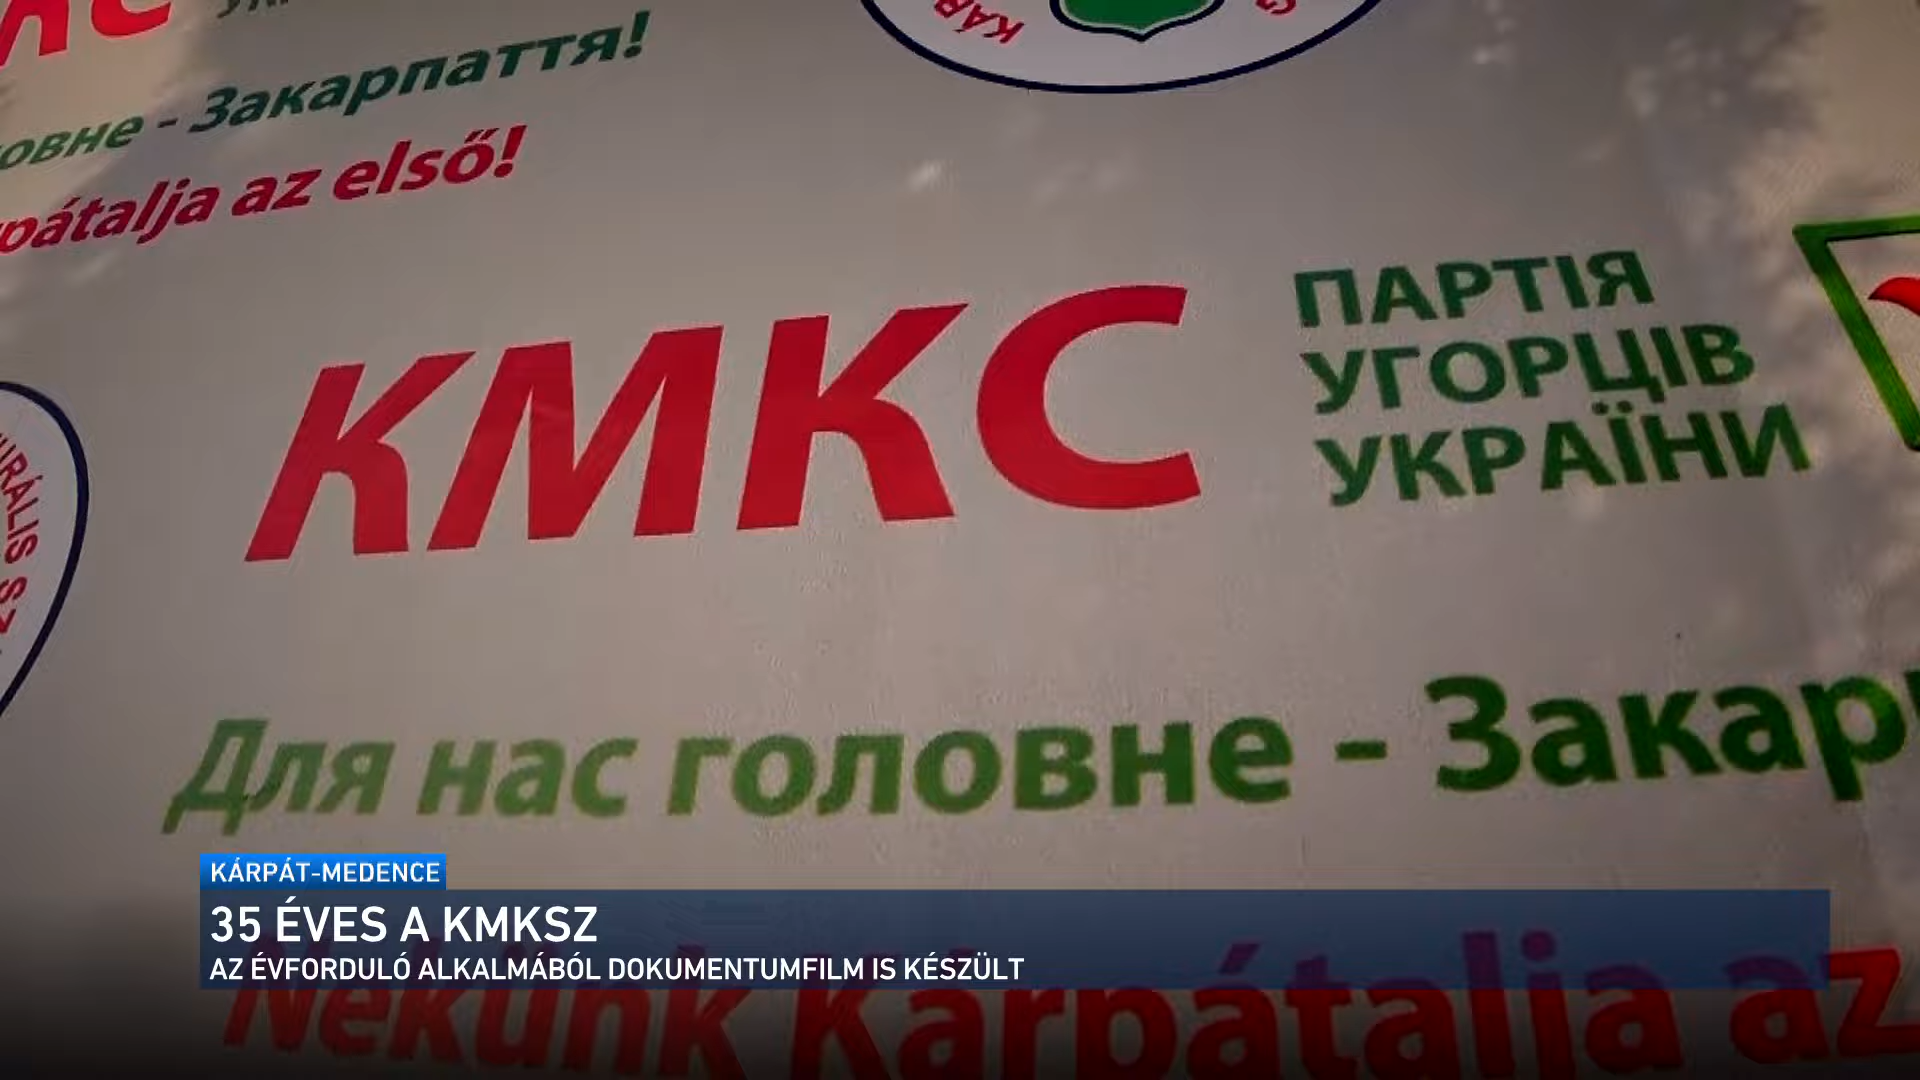 овне - Закарпаття!
pátalja az első!
КМКС
ПАРТІЯ
УГОРЦІВ
УКРАЇНИ
Для нас головне - Закар
KÁRPÁT-MEDENCE
35 ÉVES A KMKSZ
AZ ÉVFORDULÓ ALKALMÁBÓL DOKUMENTUMFILM IS KÉSZÜLT
Nekünk Kárpátalja az